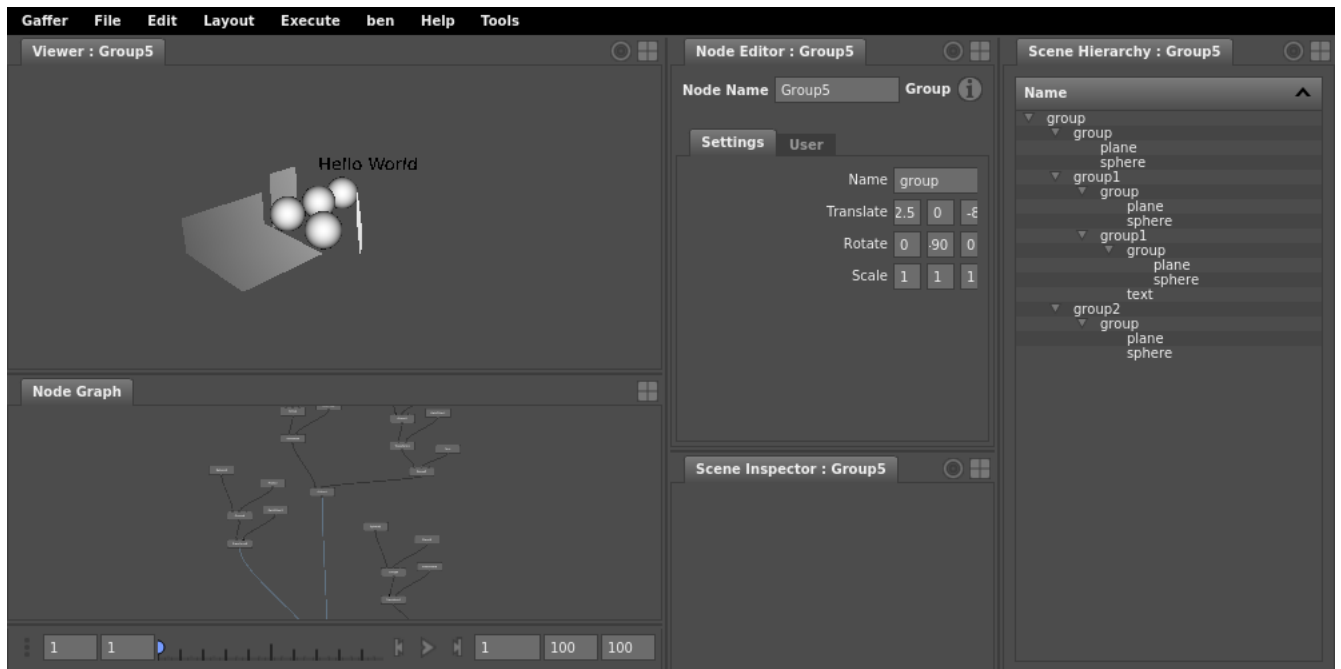 Gaffer File Edit Layout Execute ben Help Tools
Viewer : Group5
Hello World
Node Graph
1 1 1 100 100
Node Editor : Group5
Node Name Group5 Group
Settings User
Name group
Translate 2.5 0 -8
Rotate 0 -90 0
Scale 1 1 1
Scene Inspector : Group5
Scene Hierarchy : Group5
Name
group
group
plane
sphere
group1
group
plane
sphere
group1
group
plane
sphere
text
group2
group
plane
sphere